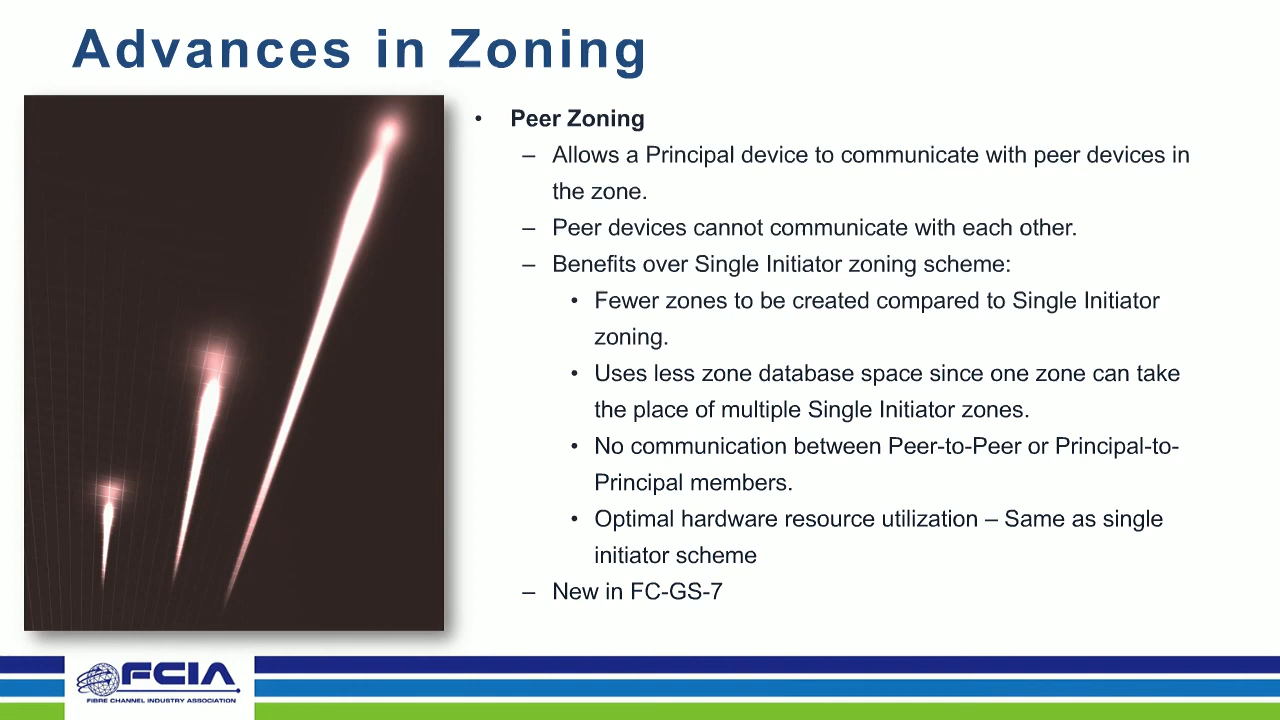 Advances in Zoning
• Peer Zoning
– Allows a Principal device to communicate with peer devices in
the zone.
– Peer devices cannot communicate with each other.
– Benefits over Single Initiator zoning scheme:
• Fewer zones to be created compared to Single Initiator
zoning.
• Uses less zone database space since one zone can take
the place of multiple Single Initiator zones.
• No communication between Peer-to-Peer or Principal-to-
Principal members.
• Optimal hardware resource utilization – Same as single
initiator scheme
– New in FC-GS-7
FCIA
FIBRE CHANNEL INDUSTRY ASSOCIATION